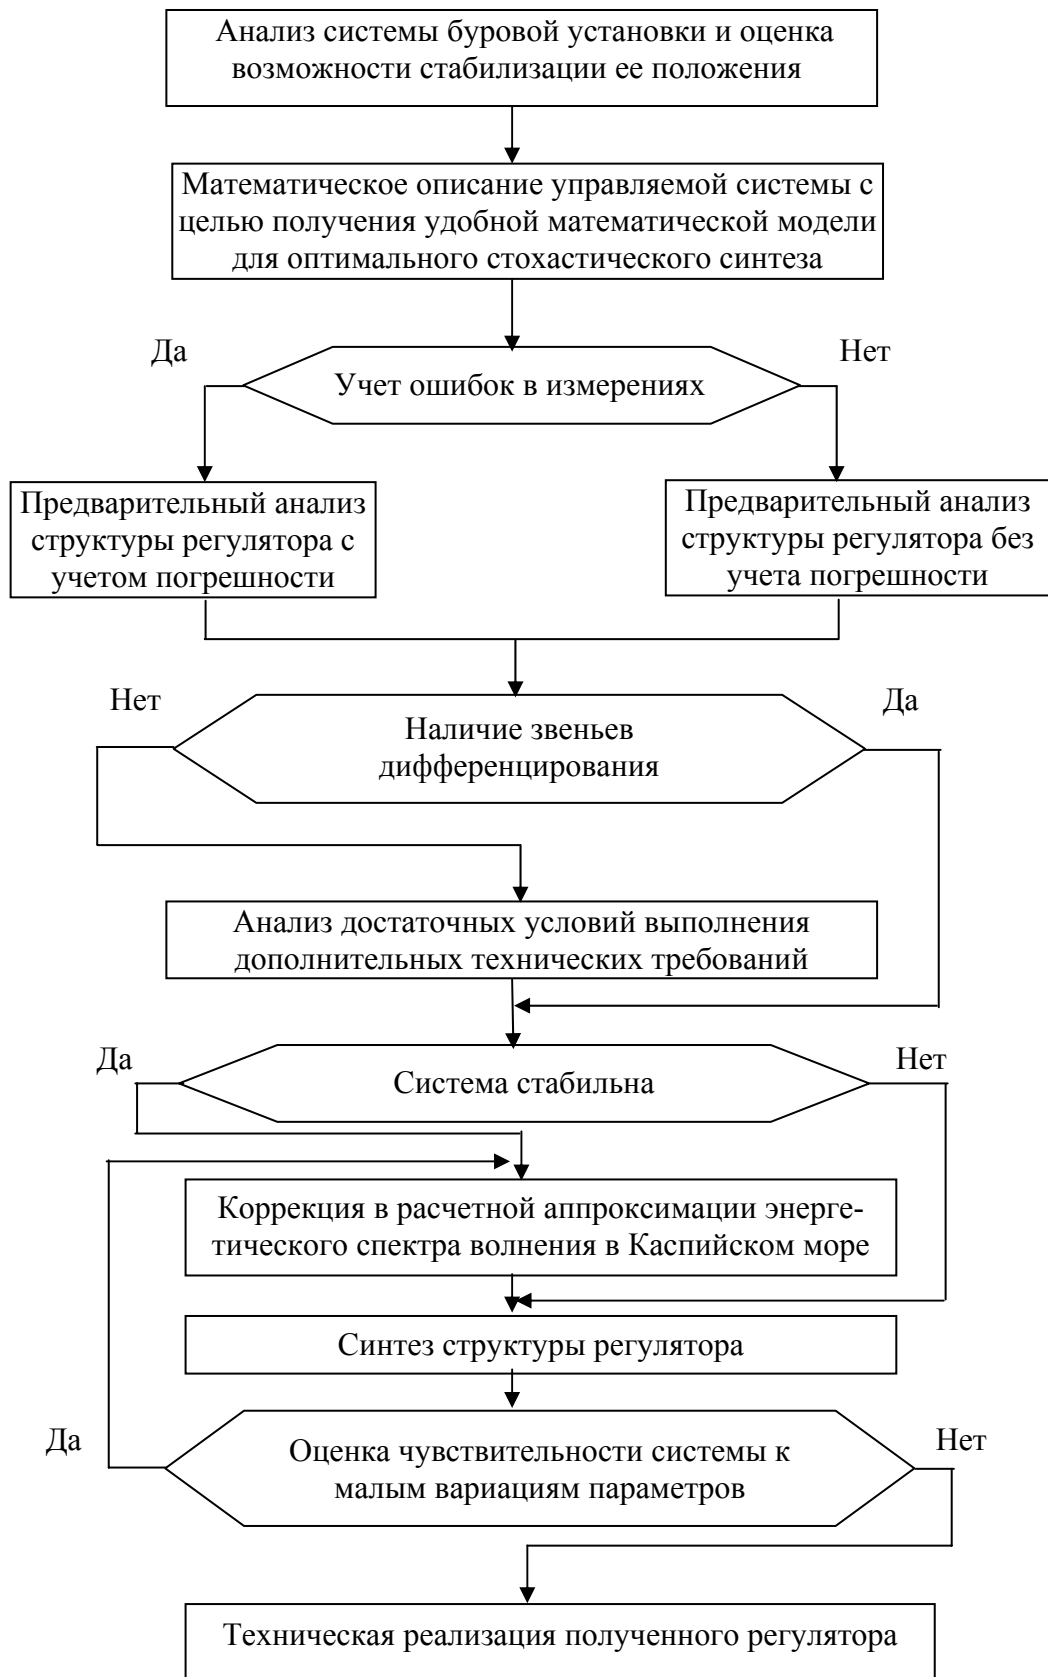 Анализ системы буровой установки и оценка
возможности стабилизации ее положения
Математическое описание управляемой системы с
целью получения удобной математической модели
для оптимального стохастического синтеза
Да
Нет
Учет ошибок в измерениях
Предварительный анализ
структуры регулятора с
учетом погрешности
Предварительный анализ
структуры регулятора без
учета погрешности
Нет
Да
Наличие звеньев
дифференцирования
Анализ достаточных условий выполнения
дополнительных технических требований
Да
Нет
Система стабильна
Коррекция в расчетной аппроксимации энерге-
тического спектра волнения в Каспийском море
Синтез структуры регулятора
Да
Нет
Оценка чувствительности системы к
малым вариациям параметров
Техническая реализация полученного регулятора